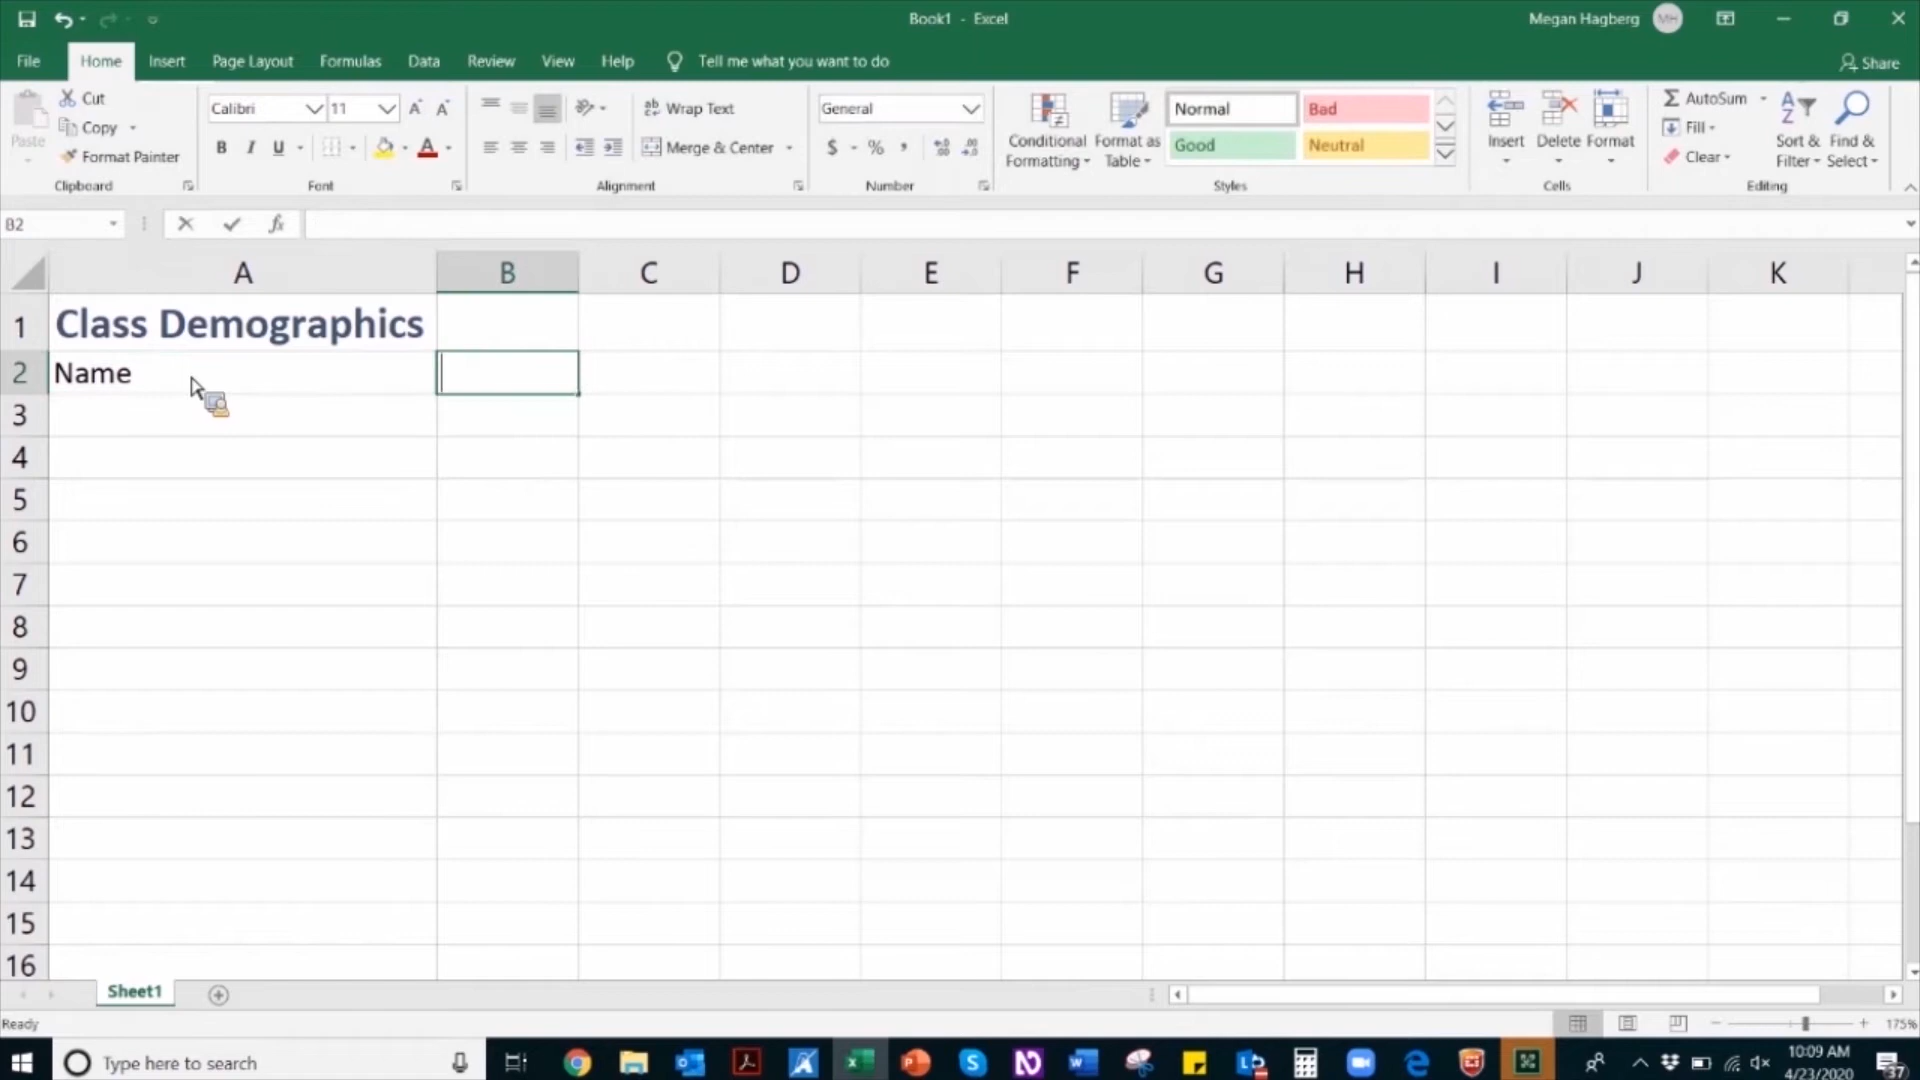 Book1 - Excel
Megan Hagberg MH
File Home Insert Page Layout Formulas Data Review View Help Tell me what you want to do Share
Paste
Cut
Copy
Format Painter
Clipboard
Calibri 11 A A
B I U A
Font
ab Wrap Text
Merge & Center
Alignment
General
$ % ,
Number
Conditional Formatting
Format as Table
Normal Bad
Good Neutral
Styles
Insert Delete Format
Cells
AutoSum
Fill
Clear
Sort & Filter
Find & Select
Editing
B2 fx
A B C D E F G H I J K
1 Class Demographics
2 Name
3
4
5
6
7
8
9
10
11
12
13
14
15
16
Sheet1
Ready 175%
Type here to search
10:09 AM
4/23/2020
37